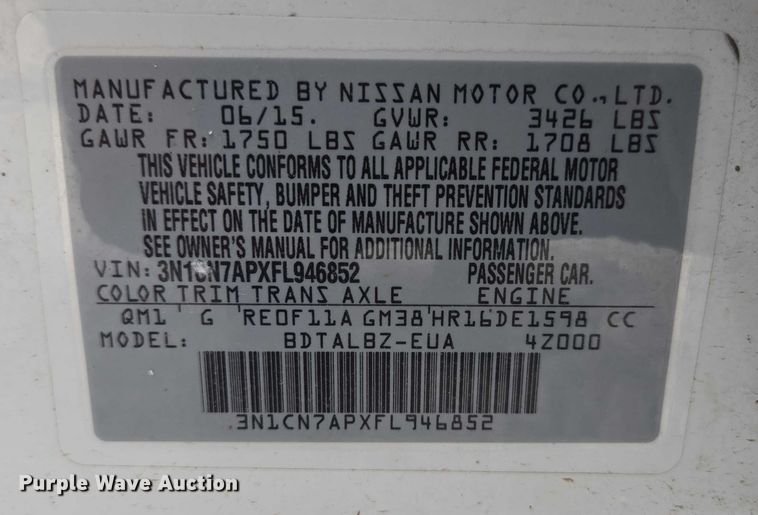 MANUFACTURED BY NISSAN MOTOR CO., LTD.
DATE: 06/15. GVWR: 3426 LBS
GAWR FR: 1750 LBS GAWR RR: 1708 LBS
THIS VEHICLE CONFORMS TO ALL APPLICABLE FEDERAL MOTOR
VEHICLE SAFETY, BUMPER AND THEFT PREVENTION STANDARDS
IN EFFECT ON THE DATE OF MANUFACTURE SHOWN ABOVE.
SEE OWNER'S MANUAL FOR ADDITIONAL INFORMATION.
VIN: 3N1CN7APXFL946852 PASSENGER CAR.
COLOR TRIM TRANS AXLE ENGINE
QM1 G RE0F11A GM38 HR16DE1598 CC
MODEL: BDTALBZ-EUA 4Z000
3N1CN7APXFL946852
Purple Wave Auction